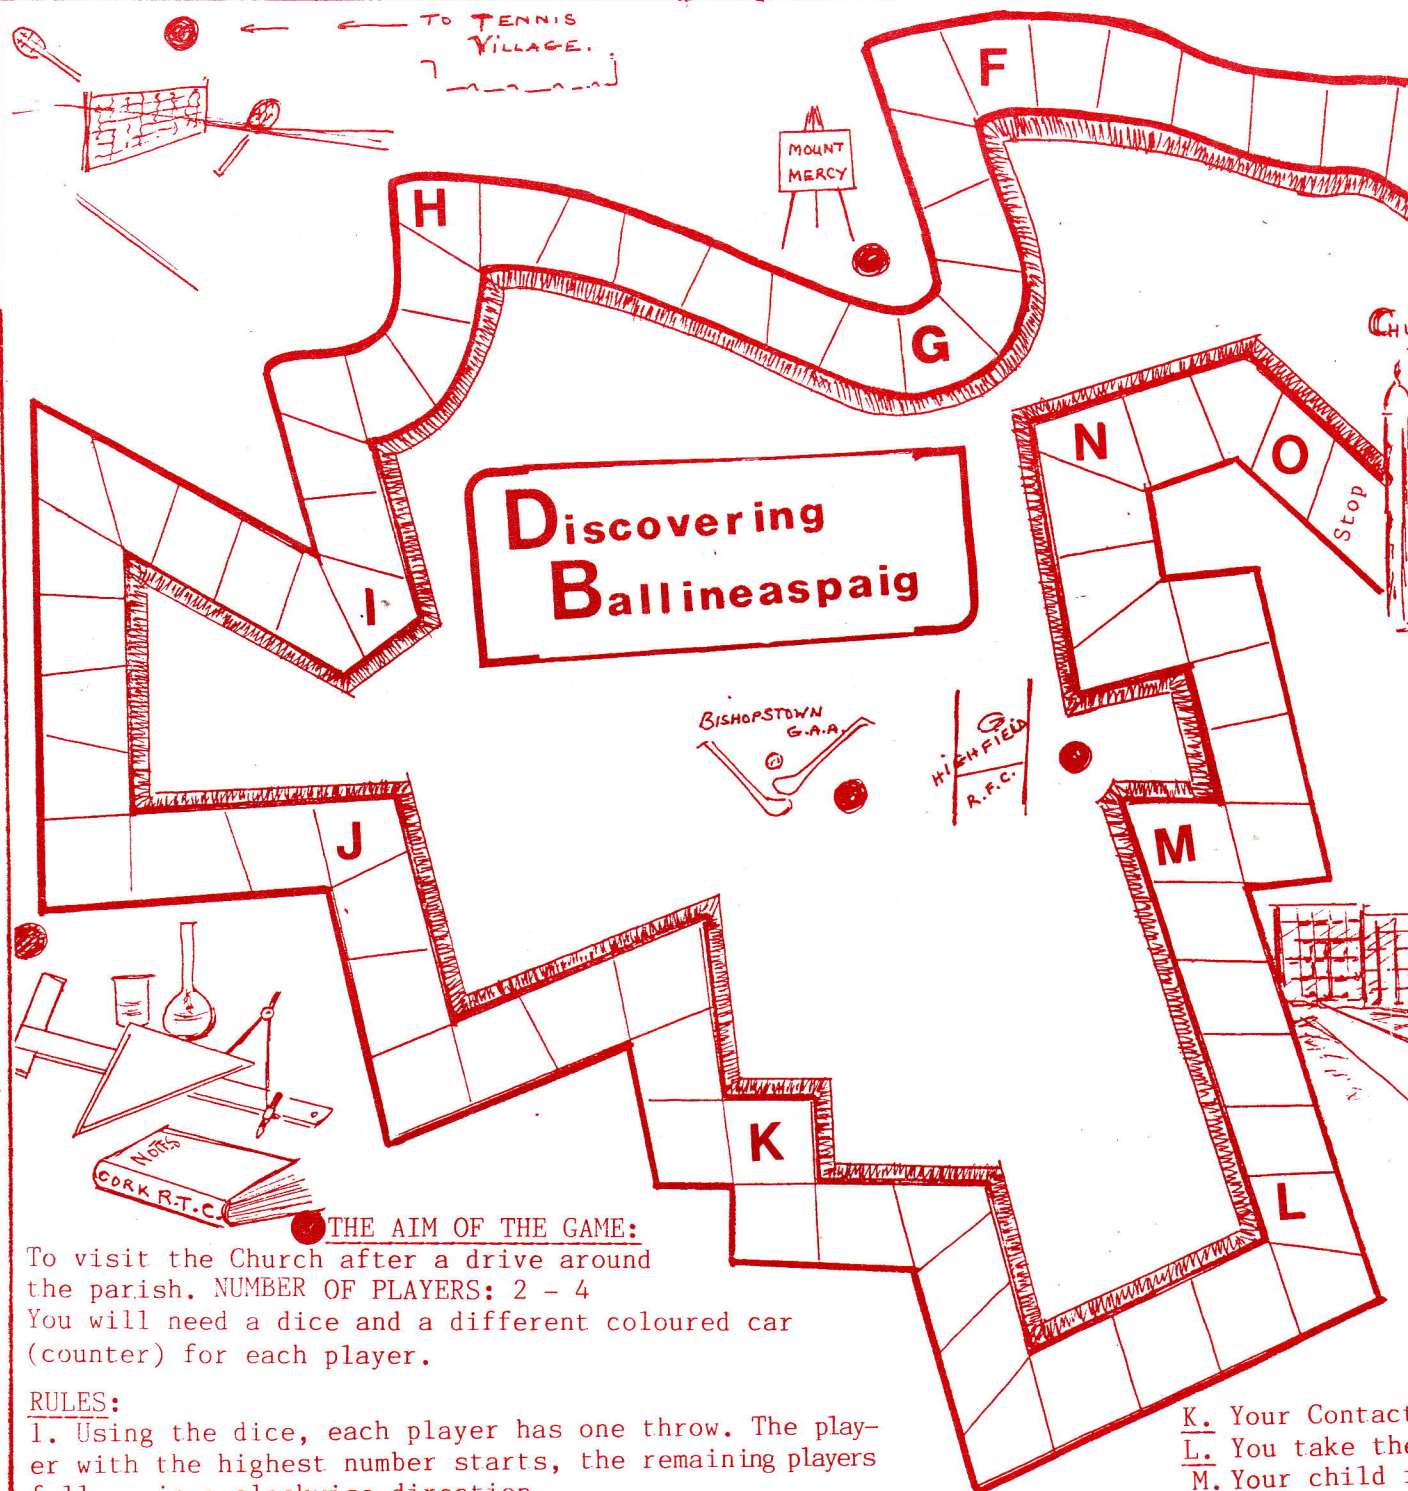 TO TENNIS
VILLAGE.
F
MOUNT
MERCY
H
G
N
O
Stop
Discovering
Ballineaspaig
I
BISHOPSTOWN
G.A.A.
HIGHFIELD
R.F.C.
J
M
K
L
NOTES
CORK R.T.C.
THE AIM OF THE GAME:
To visit the Church after a drive around
the parish. NUMBER OF PLAYERS: 2 - 4
You will need a dice and a different coloured car
(counter) for each player.
RULES:
1. Using the dice, each player has one throw. The play-
er with the highest number starts, the remaining players
clockwise direction
K. Your Contact
L. You take the
M. Your child